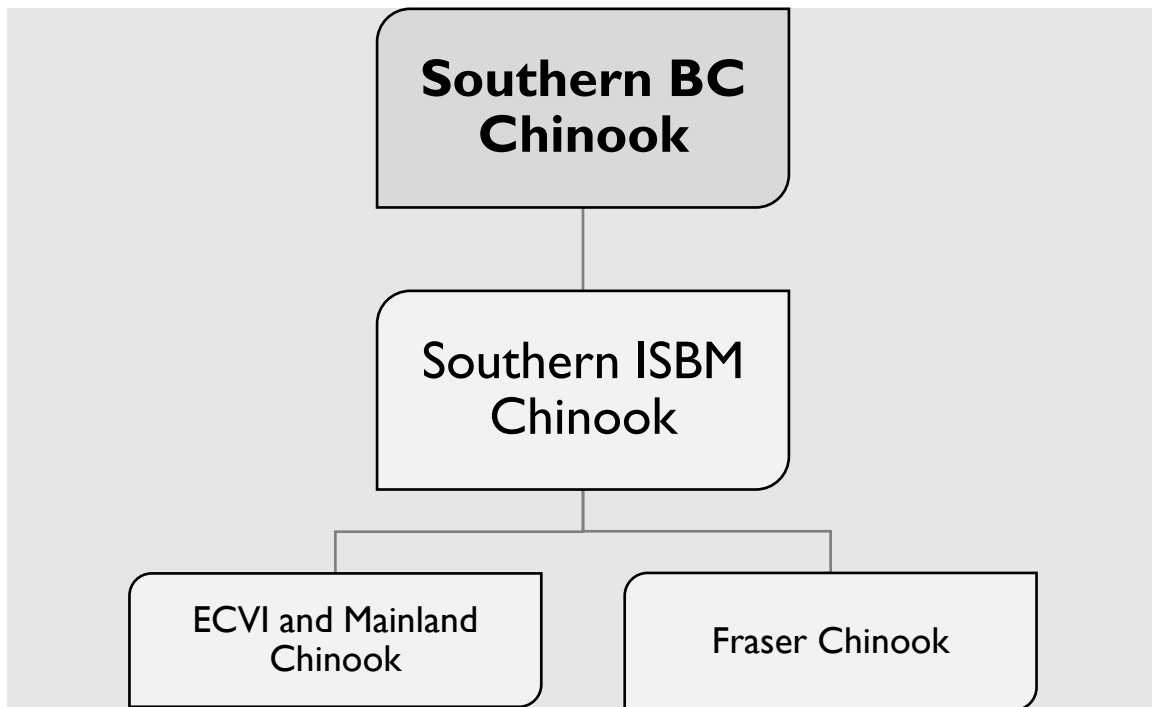 Southern BC
Chinook
Southern ISBM
Chinook
ECVI and Mainland
Chinook
Fraser Chinook